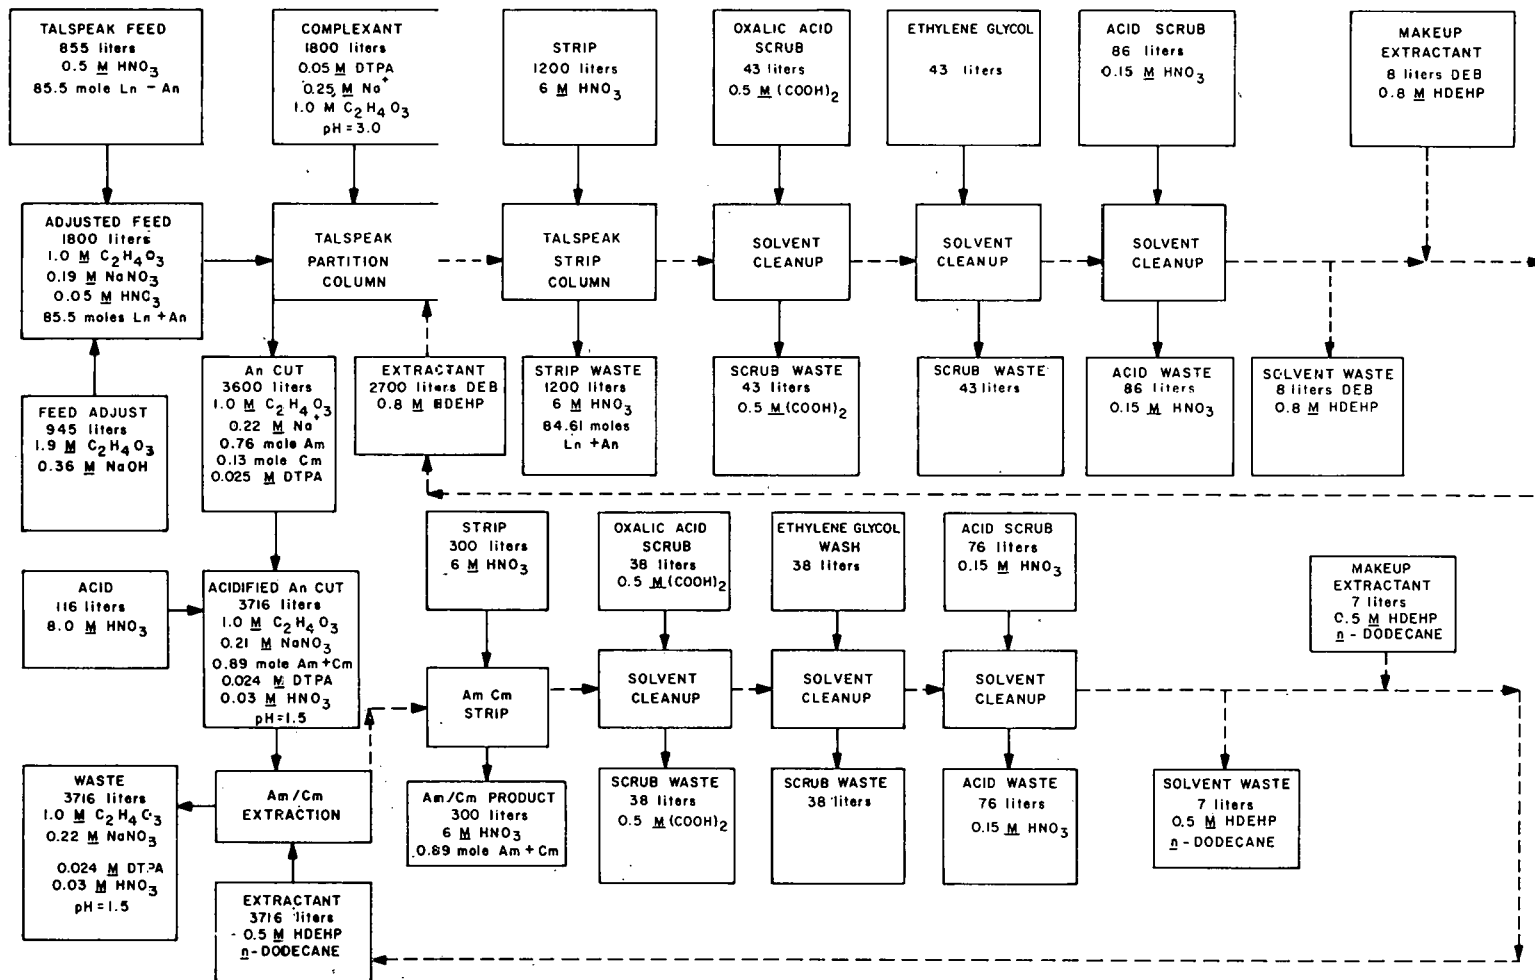 TALSPEAK FEED
855 liters
0.5 M HNO3
85.5 mole Ln - An
COMPLEXANT
1800 liters
0.05 M DTPA
0.25 M Na+
1.0 M C2H4O3
pH = 3.0
STRIP
1200 liters
6 M HNO3
OXALIC ACID
SCRUB
43 liters
0.5 M (COOH)2
ETHYLENE GLYCOL
43 liters
ACID SCRUB
86 liters
0.15 M HNO3
MAKEUP
EXTRACTANT
8 liters DEB
0.8 M HDEHP
ADJUSTED FEED
1800 liters
1.0 M C2H4O3
0.19 M NaNO3
0.05 M HNO3
85.5 moles Ln + An
TALSPEAK
PARTITION
COLUMN
TALSPEAK
STRIP
COLUMN
SOLVENT
CLEANUP
SOLVENT
CLEANUP
SOLVENT
CLEANUP
FEED ADJUST
945 liters
1.9 M C2H4O3
0.36 M NaOH
An CUT
3600 liters
1.0 M C2H4O3
0.22 M Na+
0.76 mole Am
0.13 mole Cm
0.025 M DTPA
EXTRACTANT
2700 liters DEB
0.8 M HDEHP
STRIP WASTE
1200 liters
6 M HNO3
84.61 moles
Ln + An
SCRUB WASTE
43 liters
0.5 M (COOH)2
SCRUB WASTE
43 liters
ACID WASTE
86 liters
0.15 M HNO3
SOLVENT WASTE
8 liters DEB
0.8 M HDEHP
ACID
116 liters
8.0 M HNO3
ACIDIFIED An CUT
3716 liters
1.0 M C2H4O3
0.21 M NaNO3
0.89 mole Am + Cm
0.024 M DTPA
0.03 M HNO3
pH = 1.5
STRIP
300 liters
6 M HNO3
OXALIC ACID
SCRUB
38 liters
0.5 M (COOH)2
ETHYLENE GLYCOL
WASH
38 liters
ACID SCRUB
76 liters
0.15 M HNO3
MAKEUP
EXTRACTANT
7 liters
0.5 M HDEHP
n - DODECANE
Am Cm
STRIP
SOLVENT
CLEANUP
SOLVENT
CLEANUP
SOLVENT
CLEANUP
WASTE
3716 liters
1.0 M C2H4O3
0.22 M NaNO3
0.024 M DTPA
0.03 M HNO3
pH = 1.5
Am/Cm
EXTRACTION
Am/Cm PRODUCT
300 liters
6 M HNO3
0.89 mole Am + Cm
SCRUB WASTE
38 liters
0.5 M (COOH)2
SCRUB WASTE
38 liters
ACID WASTE
76 liters
0.15 M HNO3
SOLVENT WASTE
7 liters
0.5 M HDEHP
n - DODECANE
EXTRACTANT
3716 liters
0.5 M HDEHP
n - DODECANE